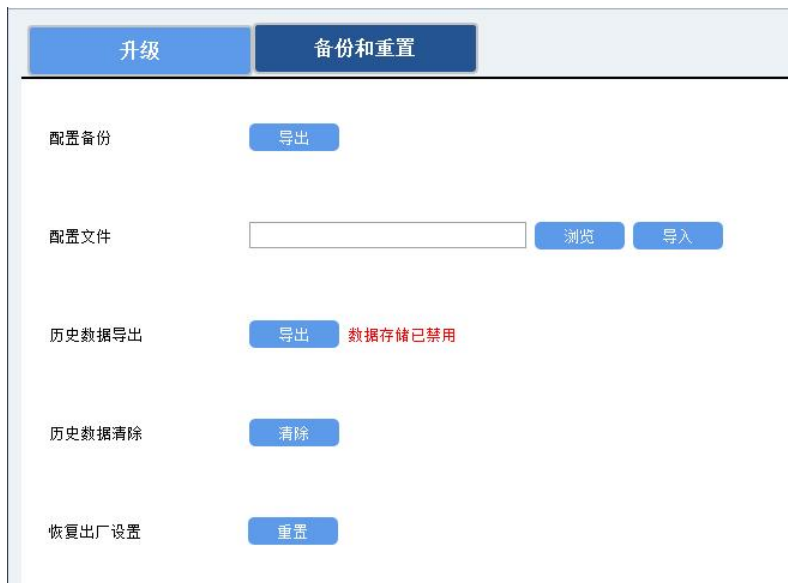 升级 备份和重置
配置备份 导出
配置文件 浏览 导入
历史数据导出 导出 数据存储已禁用
历史数据清除 清除
恢复出厂设置 重置